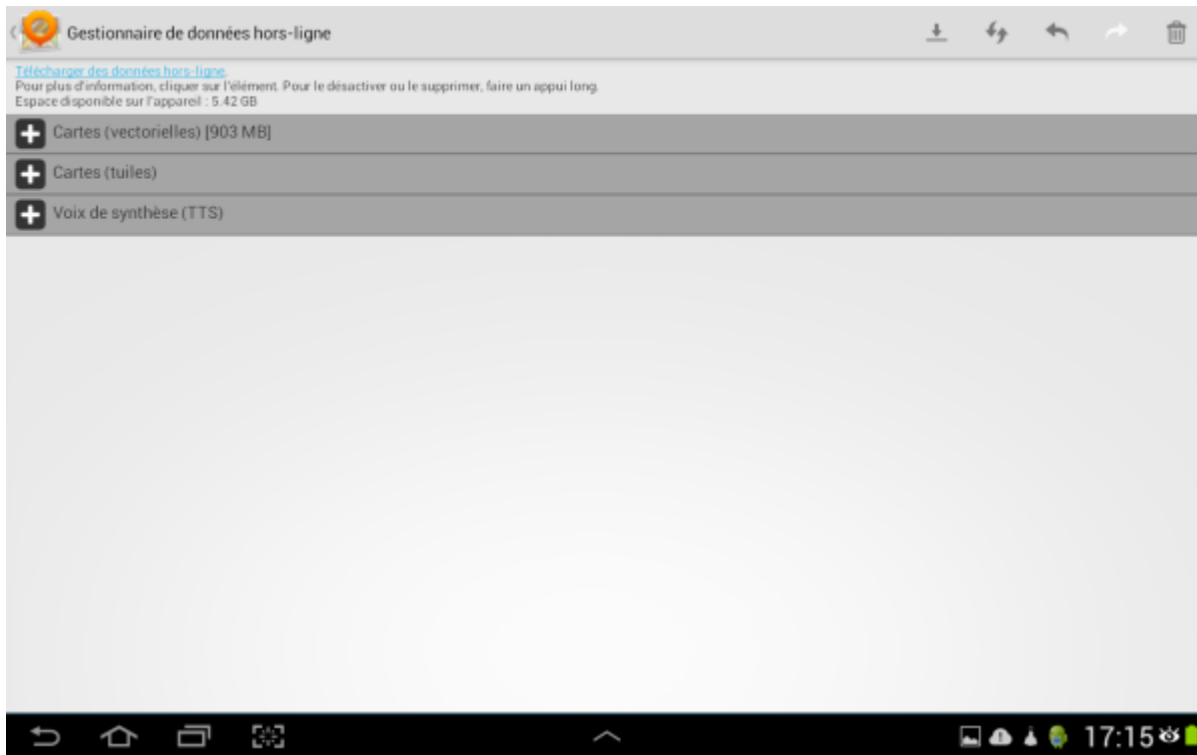 Gestionnaire de données hors-ligne
Télécharger des données hors-ligne.
Pour plus d'information, cliquer sur l'élément. Pour le désactiver ou le supprimer, faire un appui long.
Espace disponible sur l'appareil : 5.42 GB
Cartes (vectorielles) [903 MB]
Cartes (tuiles)
Voix de synthèse (TTS)
17:15